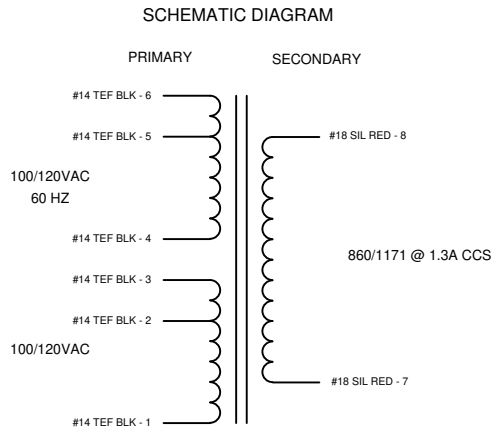 SCHEMATIC DIAGRAM
PRIMARY
SECONDARY
#14 TEF BLK - 6
#14 TEF BLK - 5
#18 SIL RED - 8
100/120VAC
60 HZ
#14 TEF BLK - 4
860/1171 @ 1.3A CCS
#14 TEF BLK - 3
#14 TEF BLK - 2
100/120VAC
#18 SIL RED - 7
#14 TEF BLK - 1